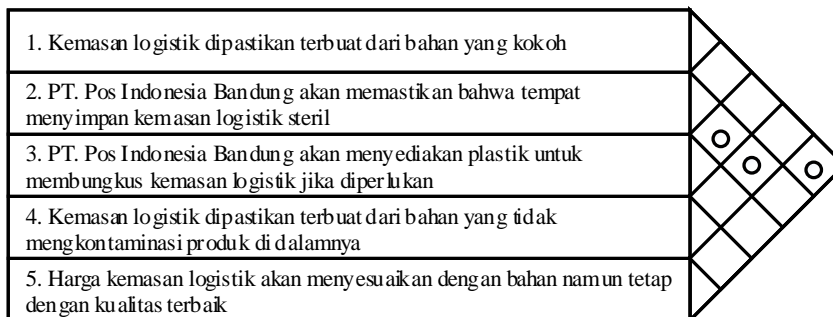 1. Kemasan logistik dipastikan terbuat dari bahan yang kokoh
2. PT. Pos Indonesia Bandung akan memastikan bahwa tempat
menyimpan kemasan logistik steril
3. PT. Pos Indonesia Bandung akan menyediakan plastik untuk
membungkus kemasan logistik jika diperlukan
4. Kemasan logistik dipastikan terbuat dari bahan yang tidak
mengkontaminasi produk di dalamnya
5. Harga kemasan logistik akan menyesuaikan dengan bahan namun tetap
dengan kualitas terbaik